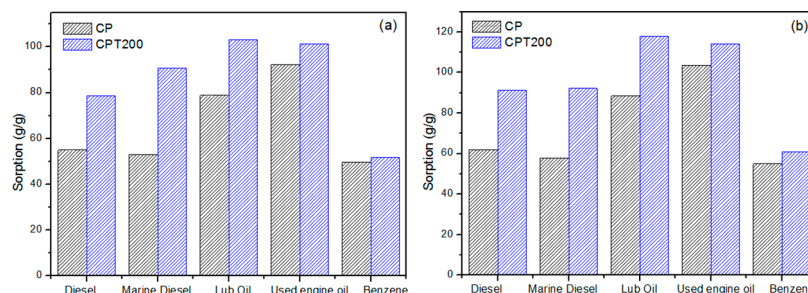 (a)
CP
CPT200
Sorption (g/g)
100
80
60
40
20
0
Diesel Marine Diesel Lub Oil Used engine oil Benzene
(b)
CP
CPT200
Sorption (g/g)
120
100
80
60
40
20
0
Diesel Marine Diesel Lub Oil Used engine oil Benzene